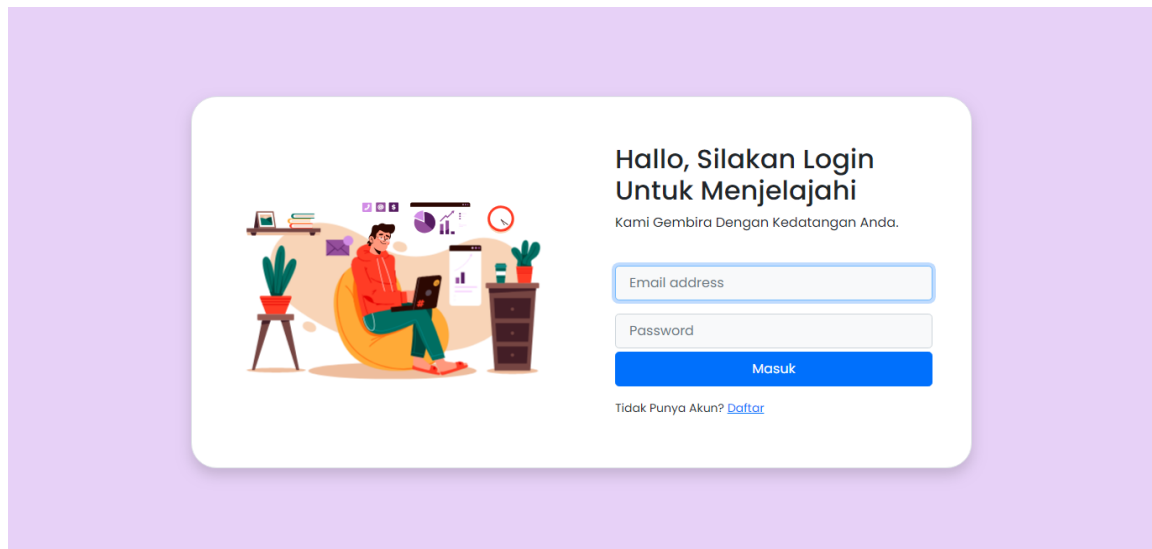 Hallo, Silakan Login
Untuk Menjelajahi
Kami Gembira Dengan Kedatangan Anda.
Email address
Password
Masuk
Tidak Punya Akun? Daftar